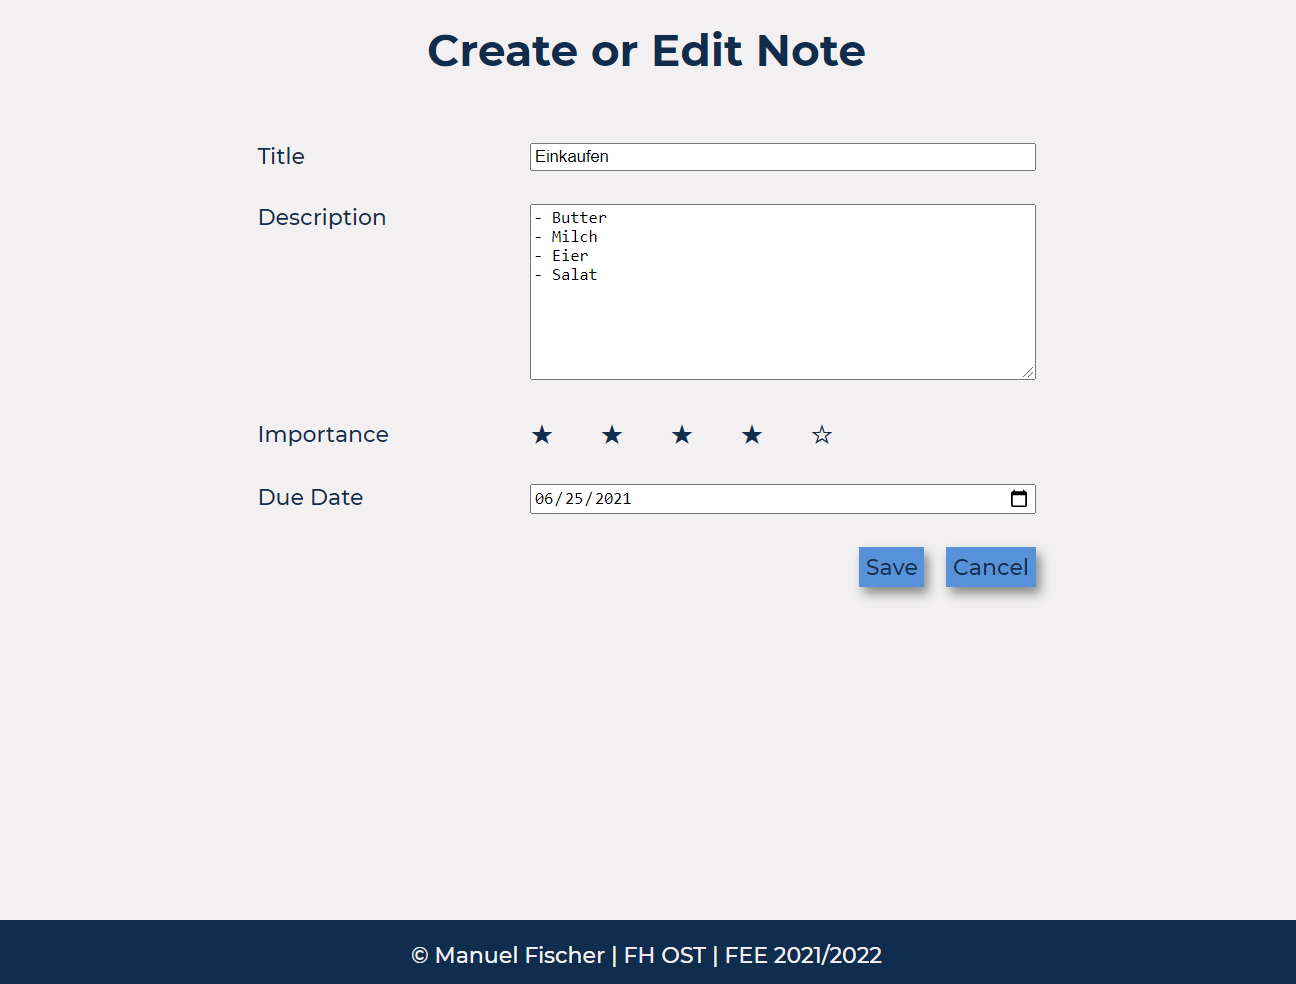 Create or Edit Note
Title
Einkaufen
Description
- Butter
- Milch
- Eier
- Salat
Importance ★ ★ ★ ★ ☆
Due Date
06/25/2021
Save Cancel
© Manuel Fischer | FH OST | FEE 2021/2022